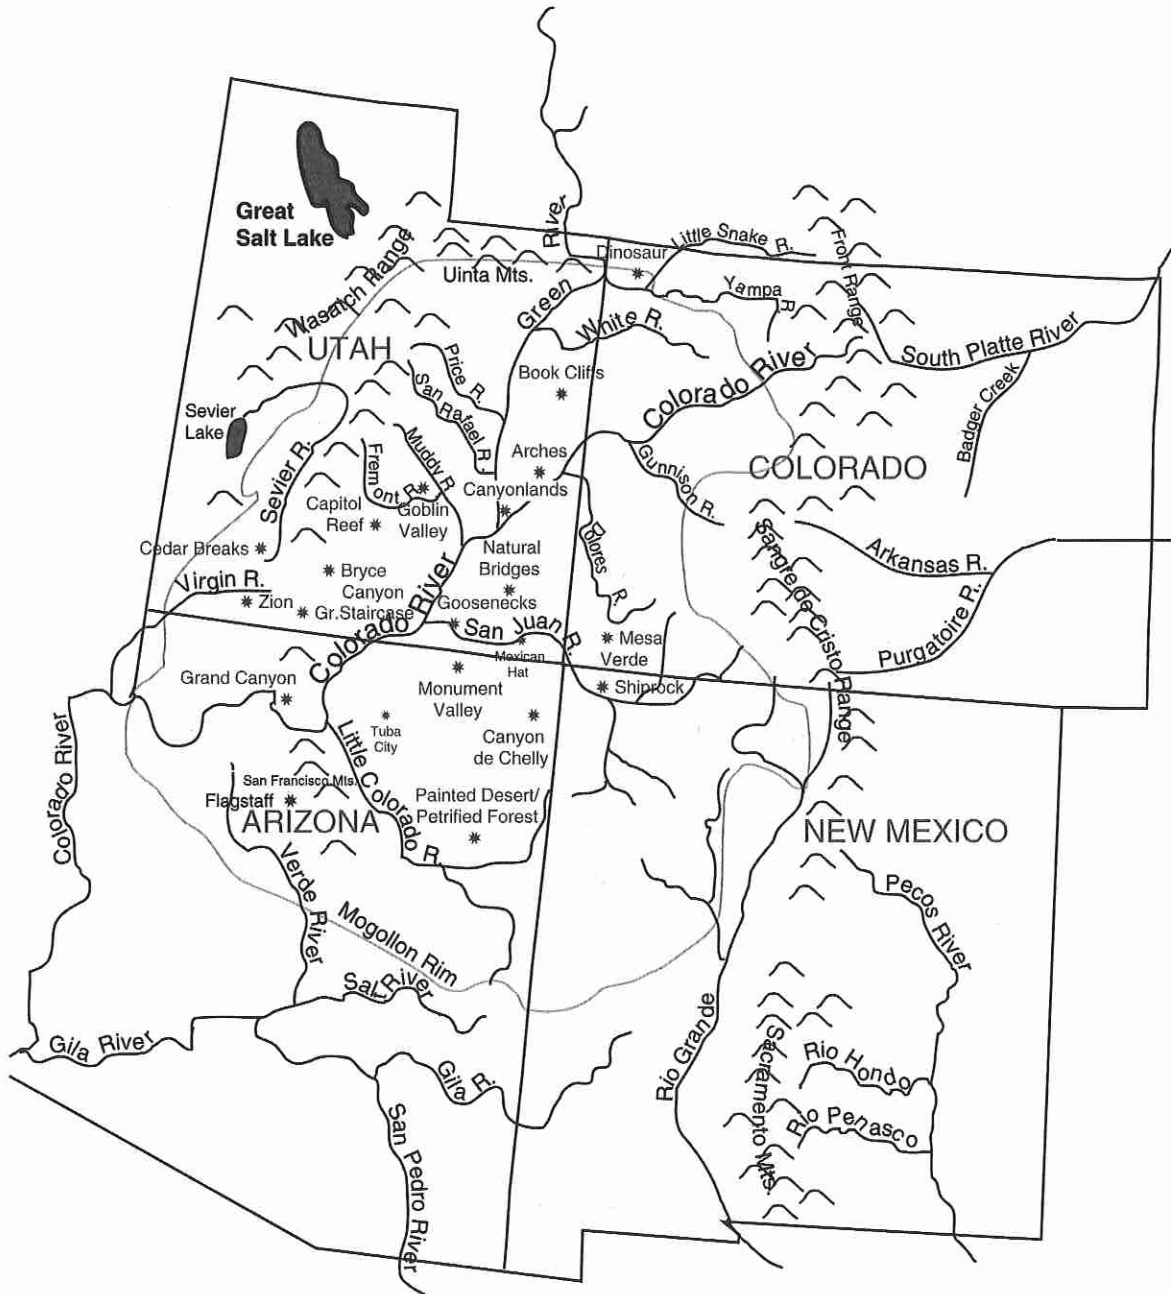 Great
Salt Lake
Wasatch Range
Uinta Mts.
River
Green
Dinosaur
Little Snake R.
Yampa R.
Front Range
White R.
UTAH
Price R.
San Rafael R.
Book Cliffs
Colorado River
South Platte River
Badger Creek
Sevier
Lake
Sevier R.
Fremont R.
Muddy R.
Arches
Gunnison R.
COLORADO
Canyonlands
Capitol
Reef
Goblin
Valley
Cedar Breaks
Natural
Bridges
Dolores R.
Sangre de Cristo Range
Arkansas R.
Virgin R.
Zion
Bryce
Canyon
Gr.Staircase
Colorado River
Goosenecks
San Juan R.
Mexican
Hat
Mesa
Verde
Purgatoire R.
Grand Canyon
Monument
Valley
Shiprock
Tuba
City
Canyon
de Chelly
Colorado River
Little Colorado R.
San Francisco Mts.
Flagstaff
ARIZONA
Painted Desert/
Petrified Forest
NEW MEXICO
Verde River
Mogollon Rim
Pecos River
Salt River
Gila River
Gila R.
Rio Grande
Sacramento Mts.
Rio Hondo
Rio Penasco
San Pedro River